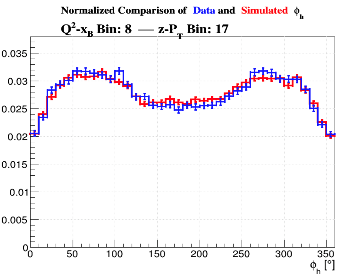 Normalized Comparison of Data and Simulated ϕh
Q²-xB Bin: 8 — z-PT Bin: 17
0.035
0.03
0.025
0.02
0.015
0.01
0.005
0
0 50 100 150 200 250 300 350
ϕh [°]